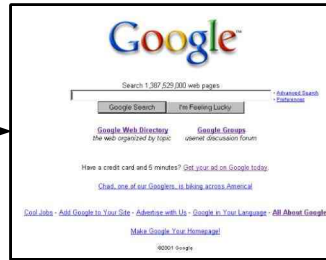 Google
Search 1,387,529,000 web pages
· Advanced Search
· Preferences
Google Search I'm Feeling Lucky
Google Web Directory Google Groups
the web organized by topic usenet discussion forum
Have a credit card and 5 minutes? Get your ad on Google today.
Chad, one of our Googlers, is biking across America!
Cool Jobs - Add Google to Your Site - Advertise with Us - Google in Your Language - All About Google
Make Google Your Homepage!
©2001 Google